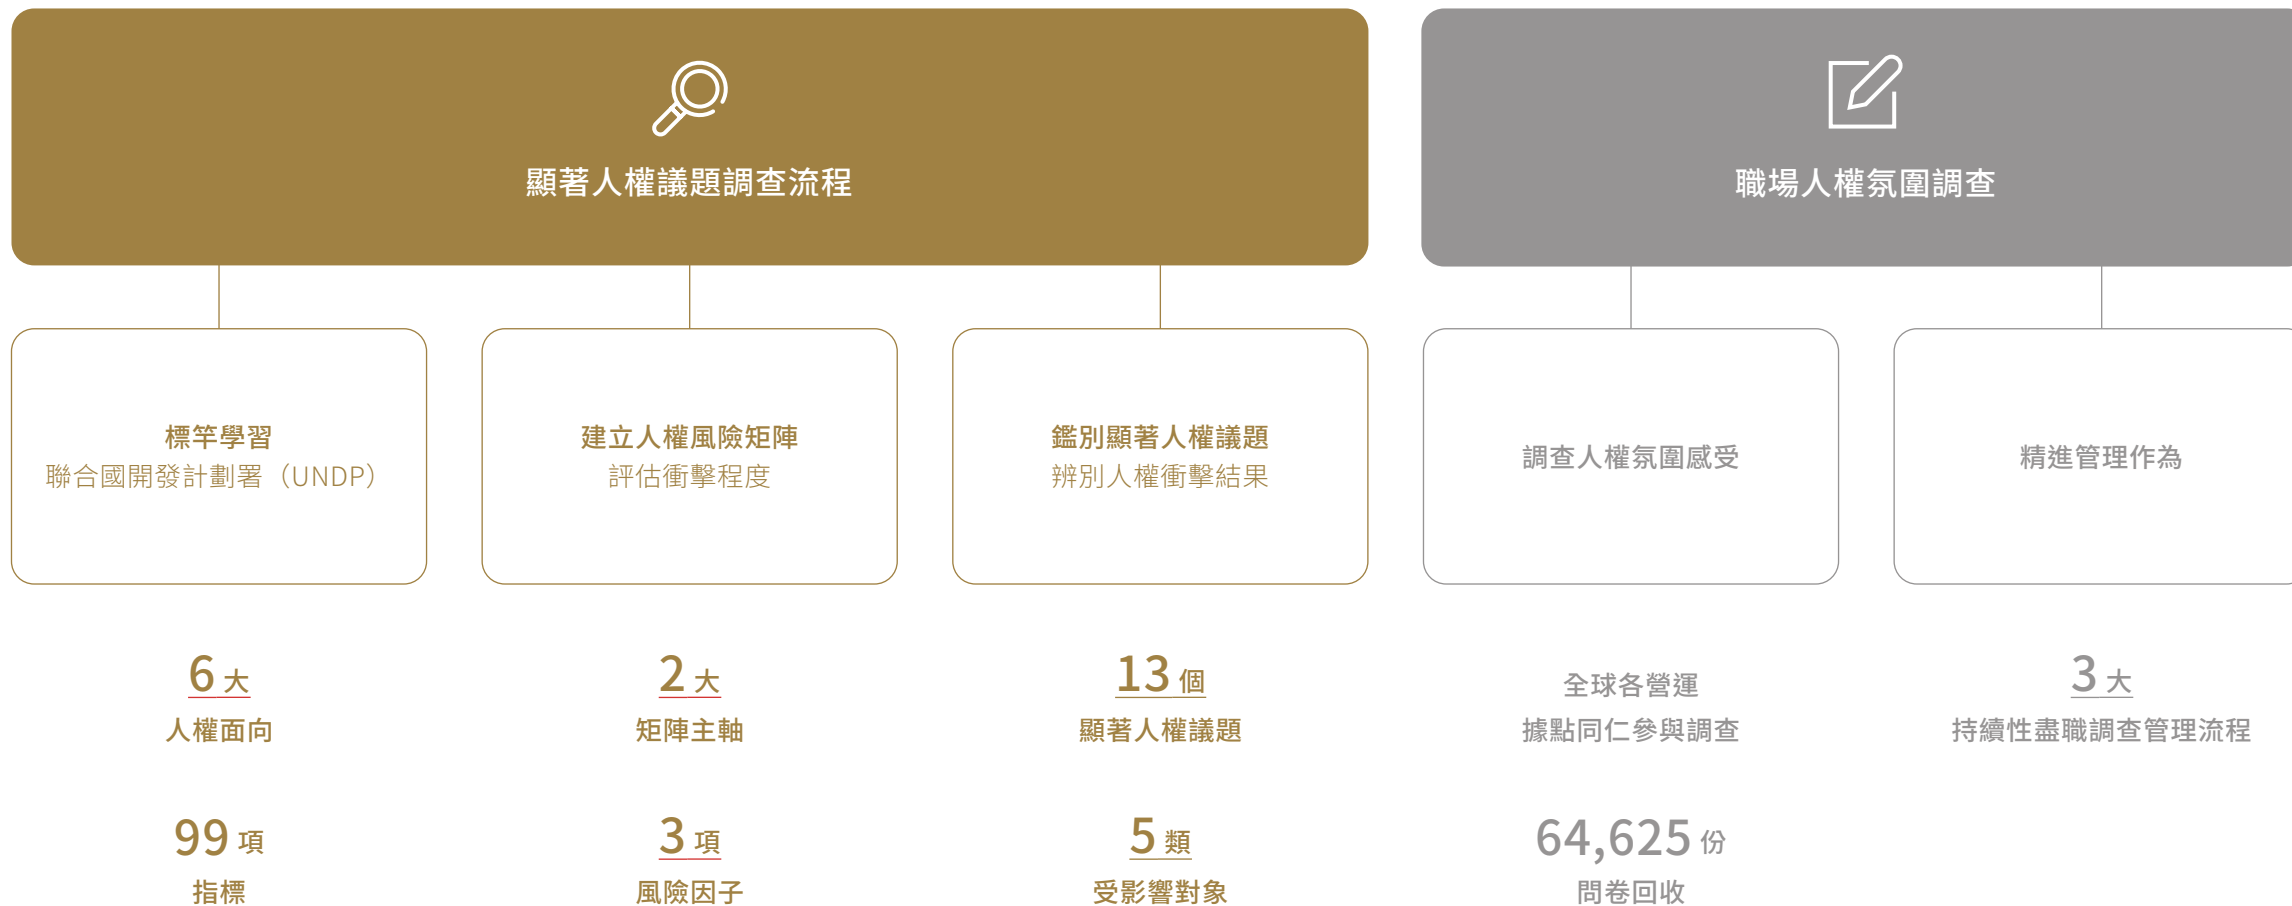 顯著人權議題調查流程
標竿學習
聯合國開發計劃署（UNDP）
建立人權風險矩陣
評估衝擊程度
鑑別顯著人權議題
辨別人權衝擊結果
6 大
人權面向
99 項
指標
2 大
矩陣主軸
3 項
風險因子
13 個
顯著人權議題
5 類
受影響對象
職場人權氛圍調查
調查人權氛圍感受
精進管理作為
全球各營運
據點同仁參與調查
64,625 份
問卷回收
3 大
持續性盡職調查管理流程